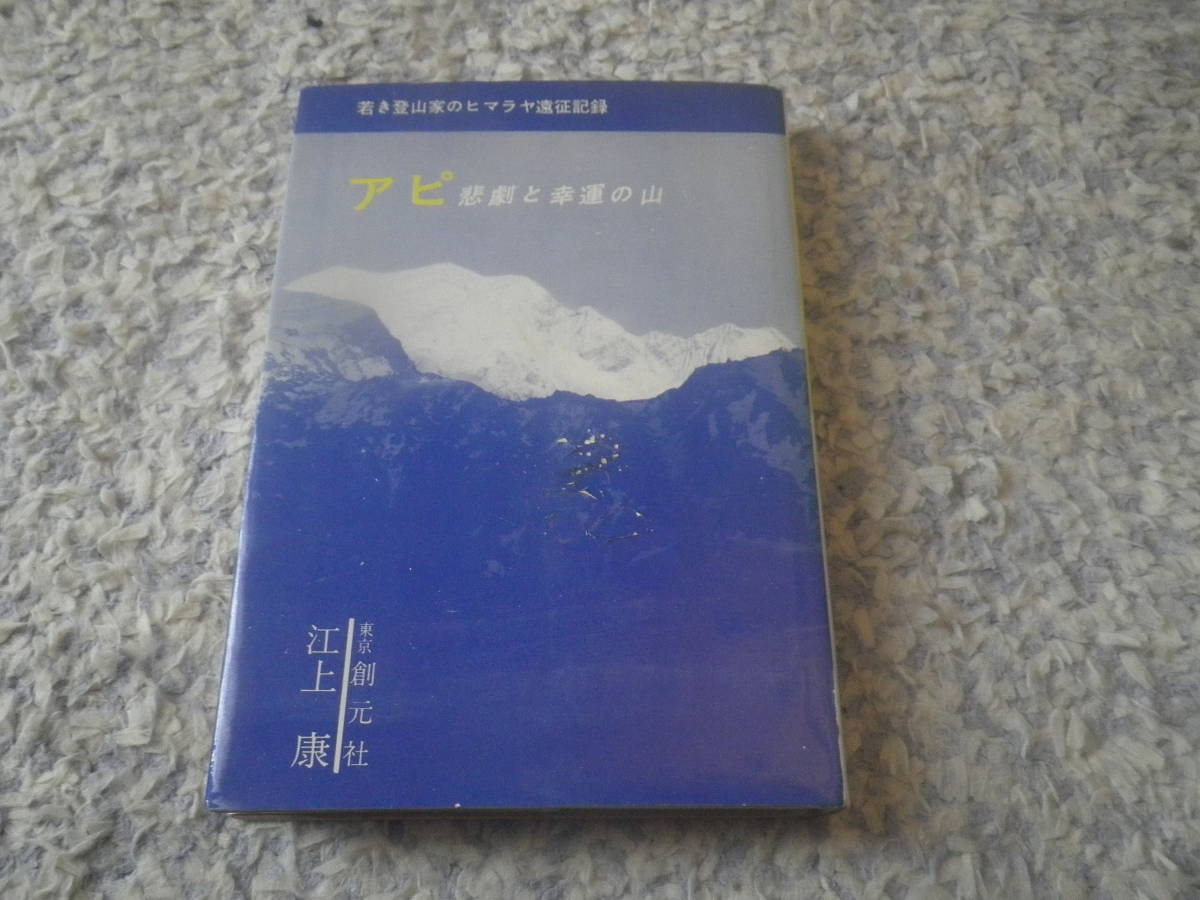 若き登山家のヒマラヤ遠征記録
アピ 悲劇と幸運の山
東京創元社
江上康